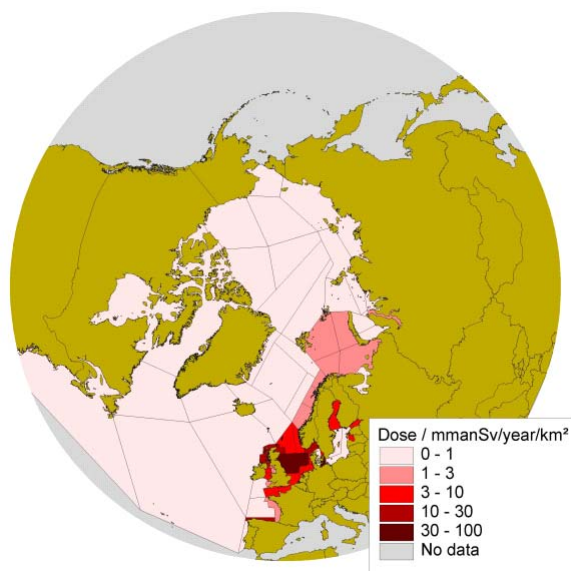 Dose / mmanSv/year/km²
0 - 1
1 - 3
3 - 10
10 - 30
30 - 100
No data